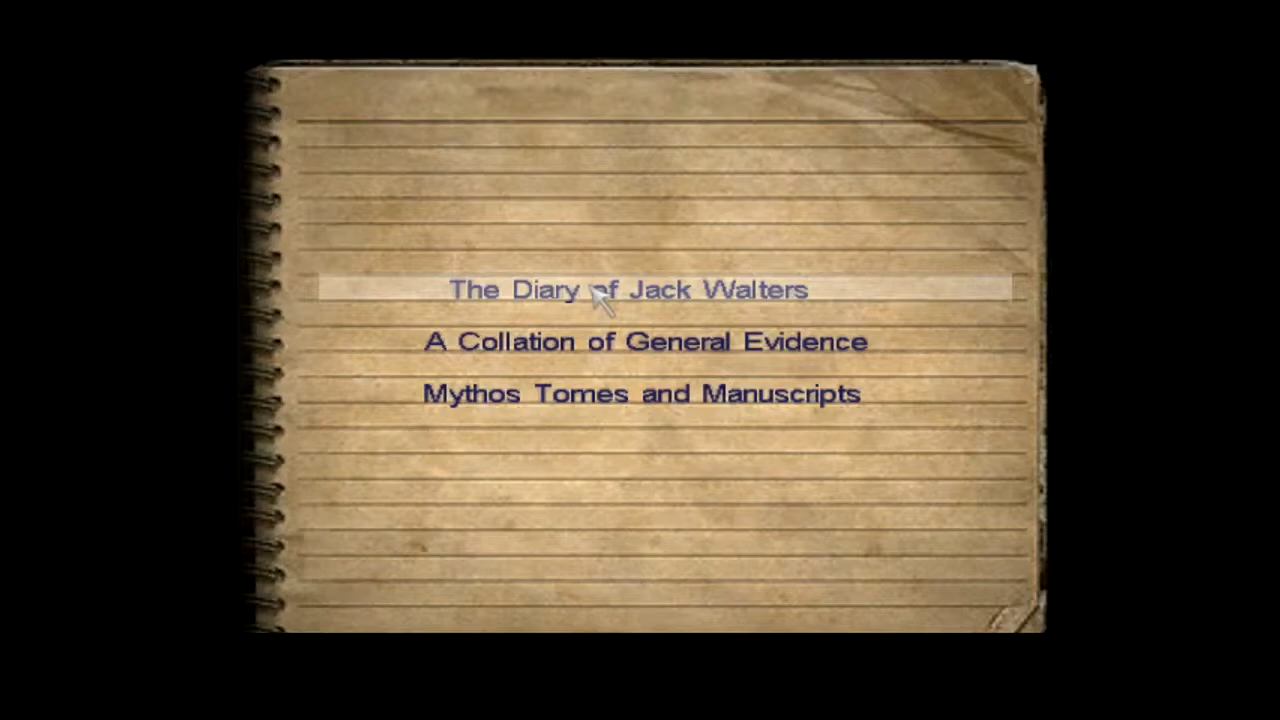 The Diary of Jack Walters
A Collation of General Evidence
Mythos Tomes and Manuscripts